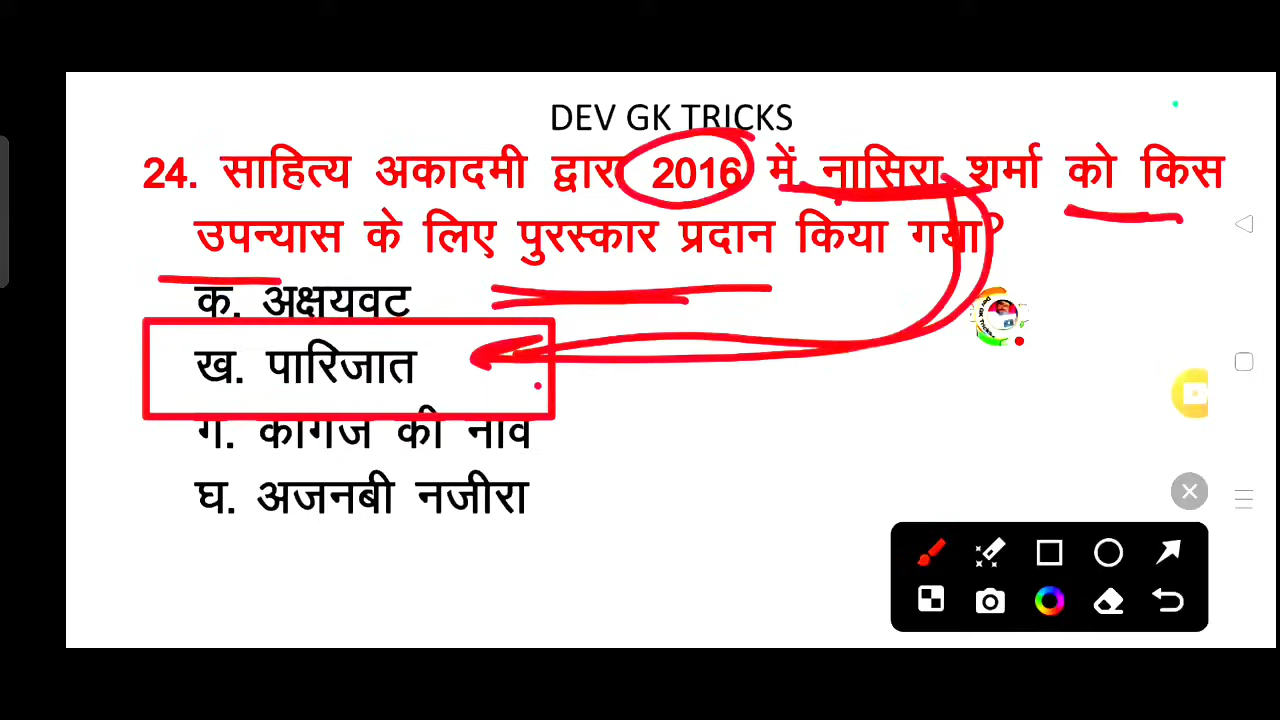 DEV GK TRICKS
24. साहित्य अकादमी द्वारा 2016 में नासिरा शर्मा को किस
उपन्यास के लिए पुरस्कार प्रदान किया गया?
क. अक्षयवट
ख. पारिजात
ग. कागज की नाव
घ. अजनबी नजीरा